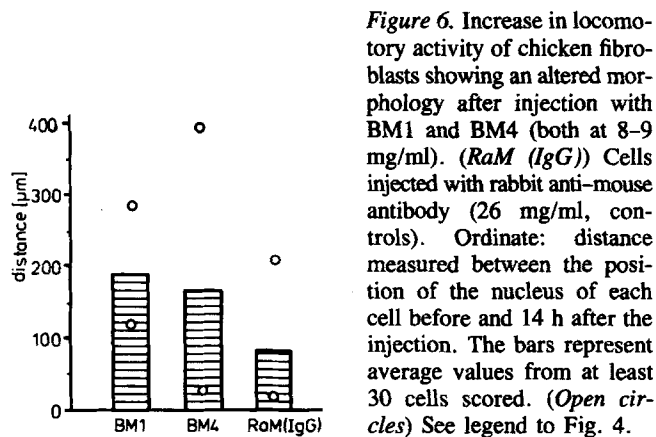 400
300
200
100
0
distance [µm]
BM1
BM4
RaM(IgG)
Figure 6. Increase in locomo-
tory activity of chicken fibro-
blasts showing an altered mor-
phology after injection with
BM1 and BM4 (both at 8–9
mg/ml). (RaM (IgG)) Cells
injected with rabbit anti-mouse
antibody (26 mg/ml, con-
trols). Ordinate: distance
measured between the posi-
tion of the nucleus of each
cell before and 14 h after the
injection. The bars represent
average values from at least
30 cells scored. (Open cir-
cles) See legend to Fig. 4.